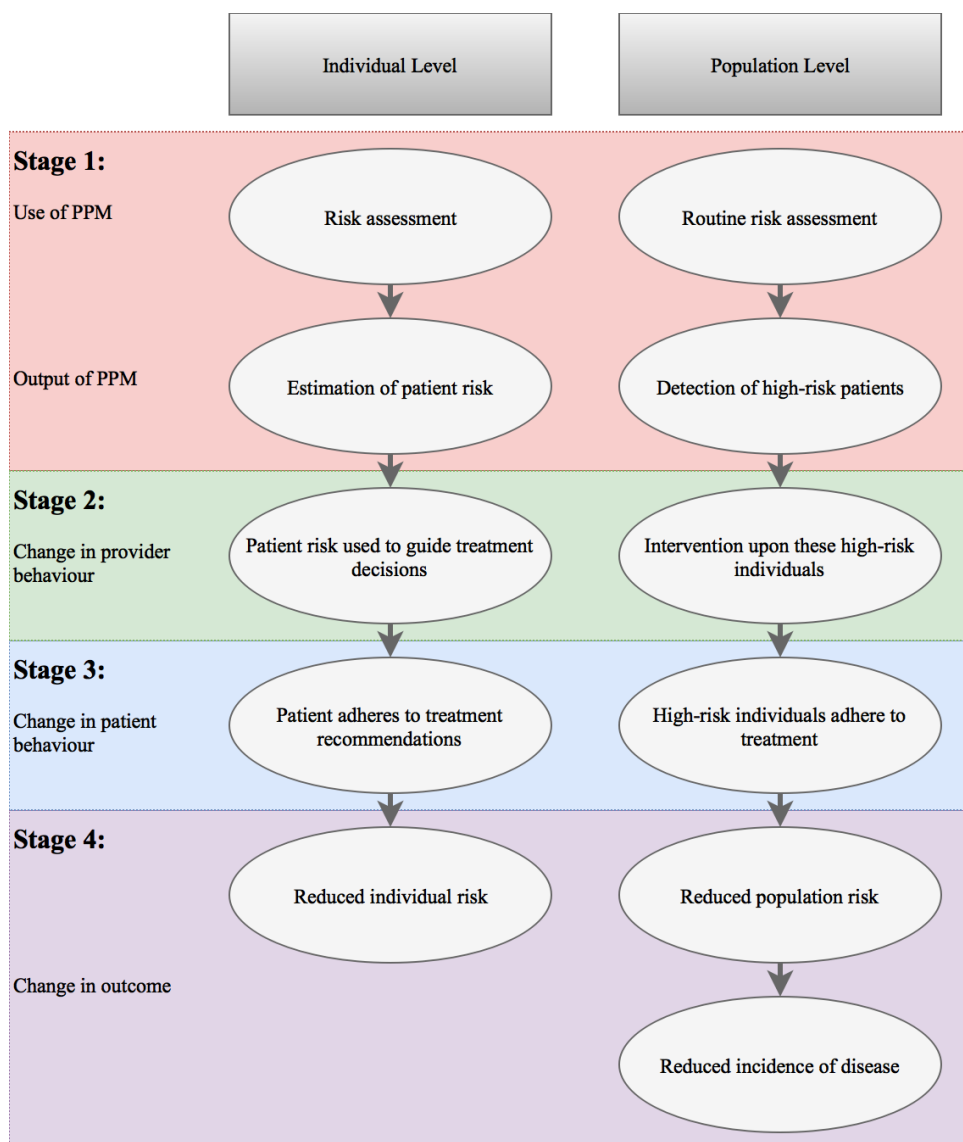 Individual Level
Population Level
Stage 1:
Use of PPM
Risk assessment
Routine risk assessment
Output of PPM
Estimation of patient risk
Detection of high-risk patients
Stage 2:
Change in provider
behaviour
Patient risk used to guide treatment
decisions
Intervention upon these high-risk
individuals
Stage 3:
Change in patient
behaviour
Patient adheres to treatment
recommendations
High-risk individuals adhere to
treatment
Stage 4:
Reduced individual risk
Reduced population risk
Change in outcome
Reduced incidence of disease